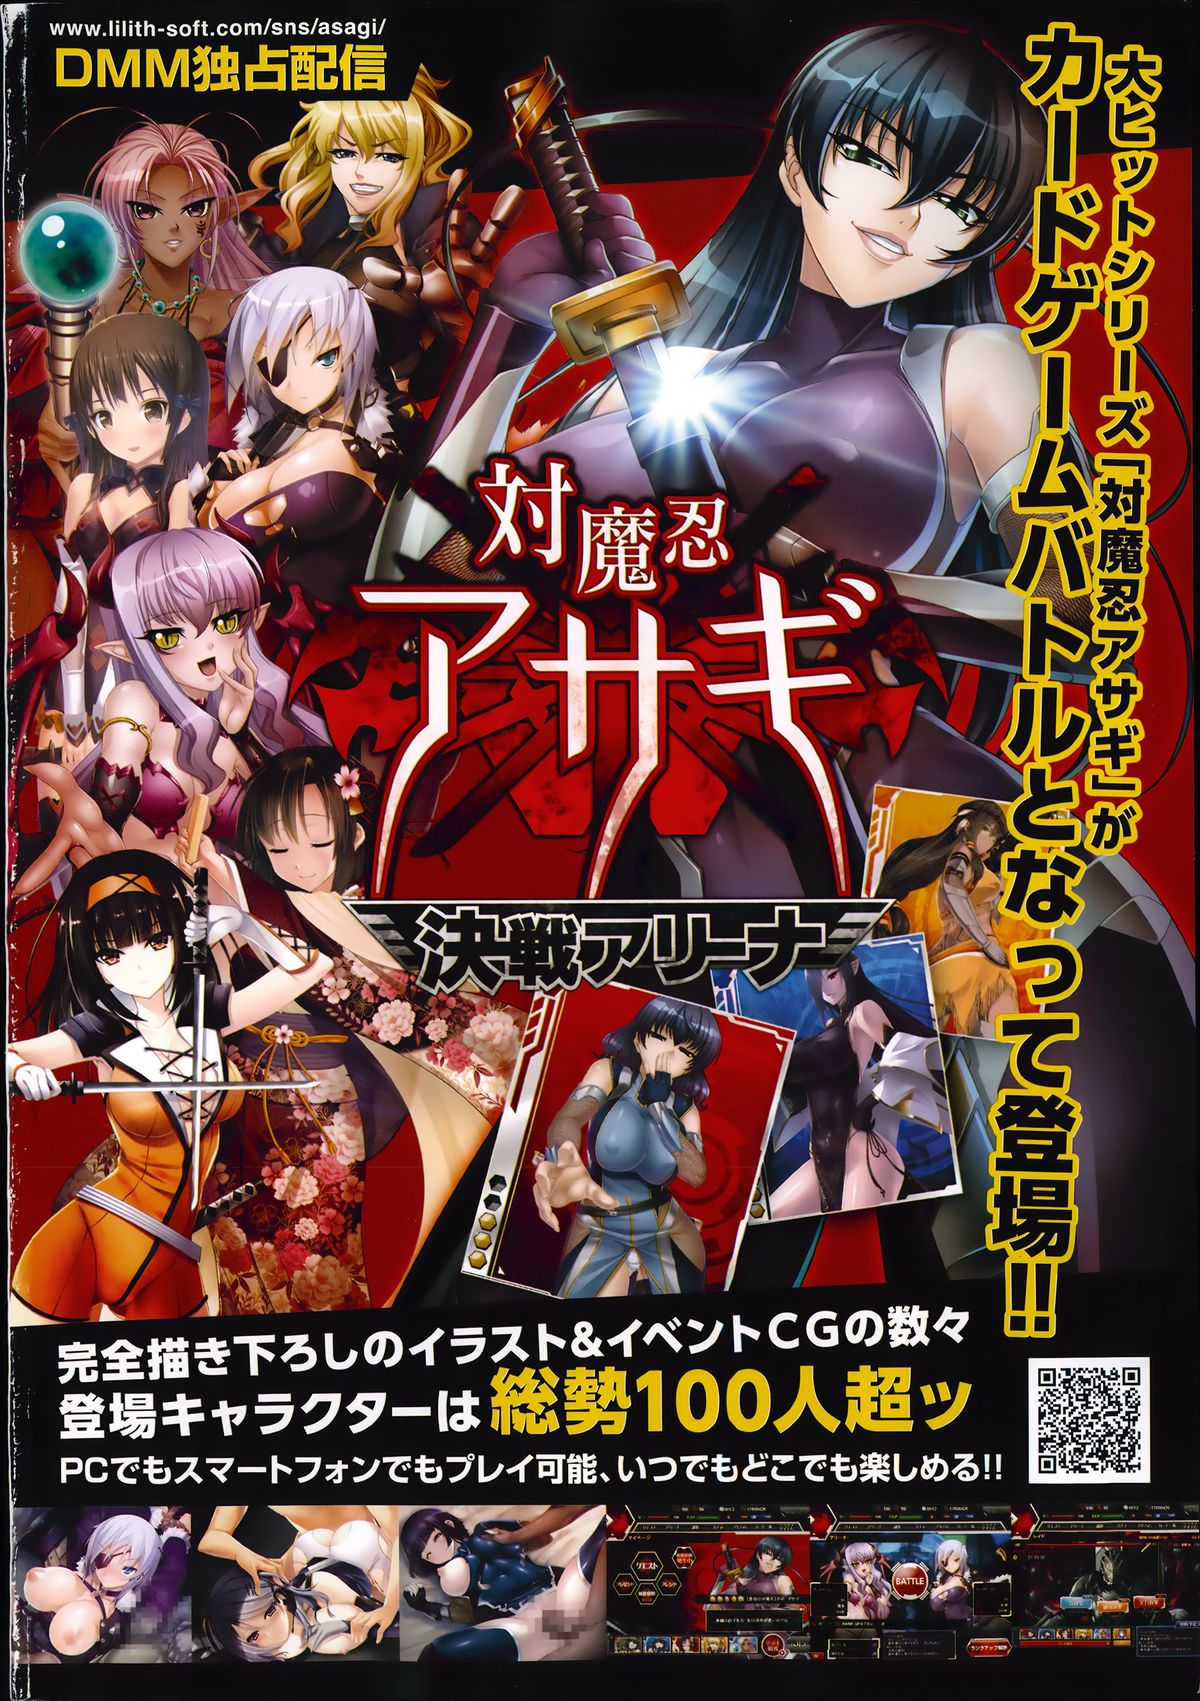 www.lilith-soft.com/sns/asagi/
DMM独占配信
大ヒットシリーズ「対魔忍アサギ」が
カードゲームバトルとなって登場!!
対魔忍
アサギ
決戦アリーナ
完全描き下ろしのイラスト&イベントCGの数々
登場キャラクターは総勢100人超ッ
PCでもスマートフォンでもプレイ可能、いつでもどこでも楽しめる!!
クエスト
BATTLE